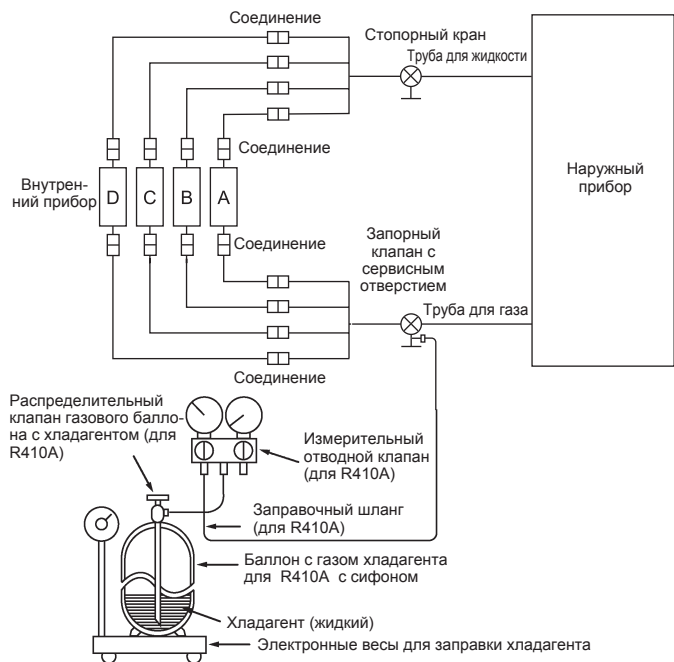 Соединение
Стопорный кран
Труба для жидкости
Соединение
Внутрен-
ний прибор
D
C
B
A
Наружный
прибор
Соединение
Запорный
клапан с
сервисным
отверстием
Труба для газа
Соединение
Распределительный
клапан газового балло-
на с хладагентом (для
R410A)
Измерительный
отводной клапан
(для R410A)
Заправочный шланг
(для R410A)
Баллон с газом хладагента
для R410A с сифоном
Хладагент (жидкий)
Электронные весы для заправки хладагента